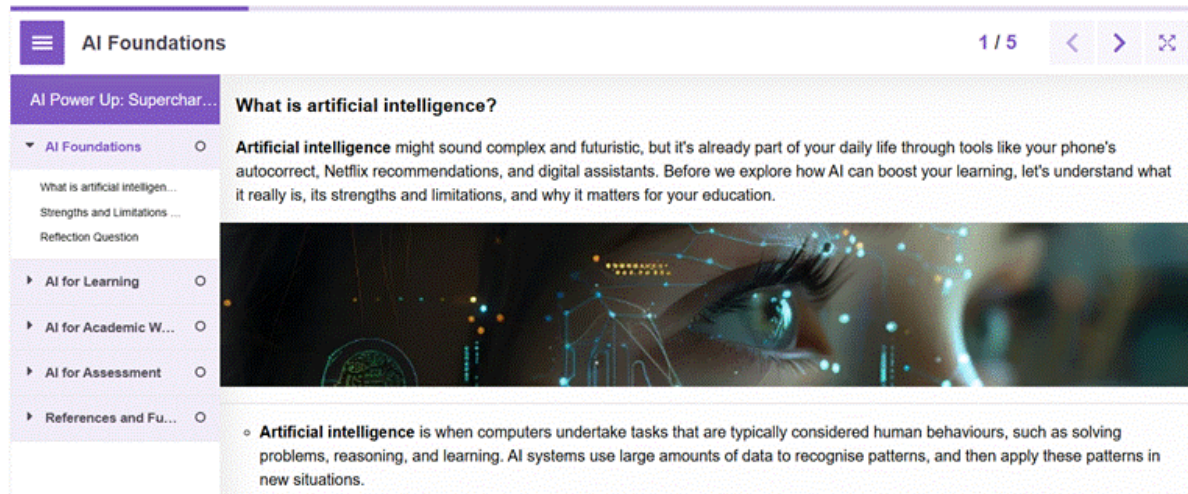 AI Foundations
1 / 5
AI Power Up: Superchar...
AI Foundations
What is artificial intelligen...
Strengths and Limitations ...
Reflection Question
AI for Learning
AI for Academic W...
AI for Assessment
References and Fu...
What is artificial intelligence?
Artificial intelligence might sound complex and futuristic, but it's already part of your daily life through tools like your phone's
autocorrect, Netflix recommendations, and digital assistants. Before we explore how AI can boost your learning, let's understand what
it really is, its strengths and limitations, and why it matters for your education.
Artificial intelligence is when computers undertake tasks that are typically considered human behaviours, such as solving
problems, reasoning, and learning. AI systems use large amounts of data to recognise patterns, and then apply these patterns in
new situations.